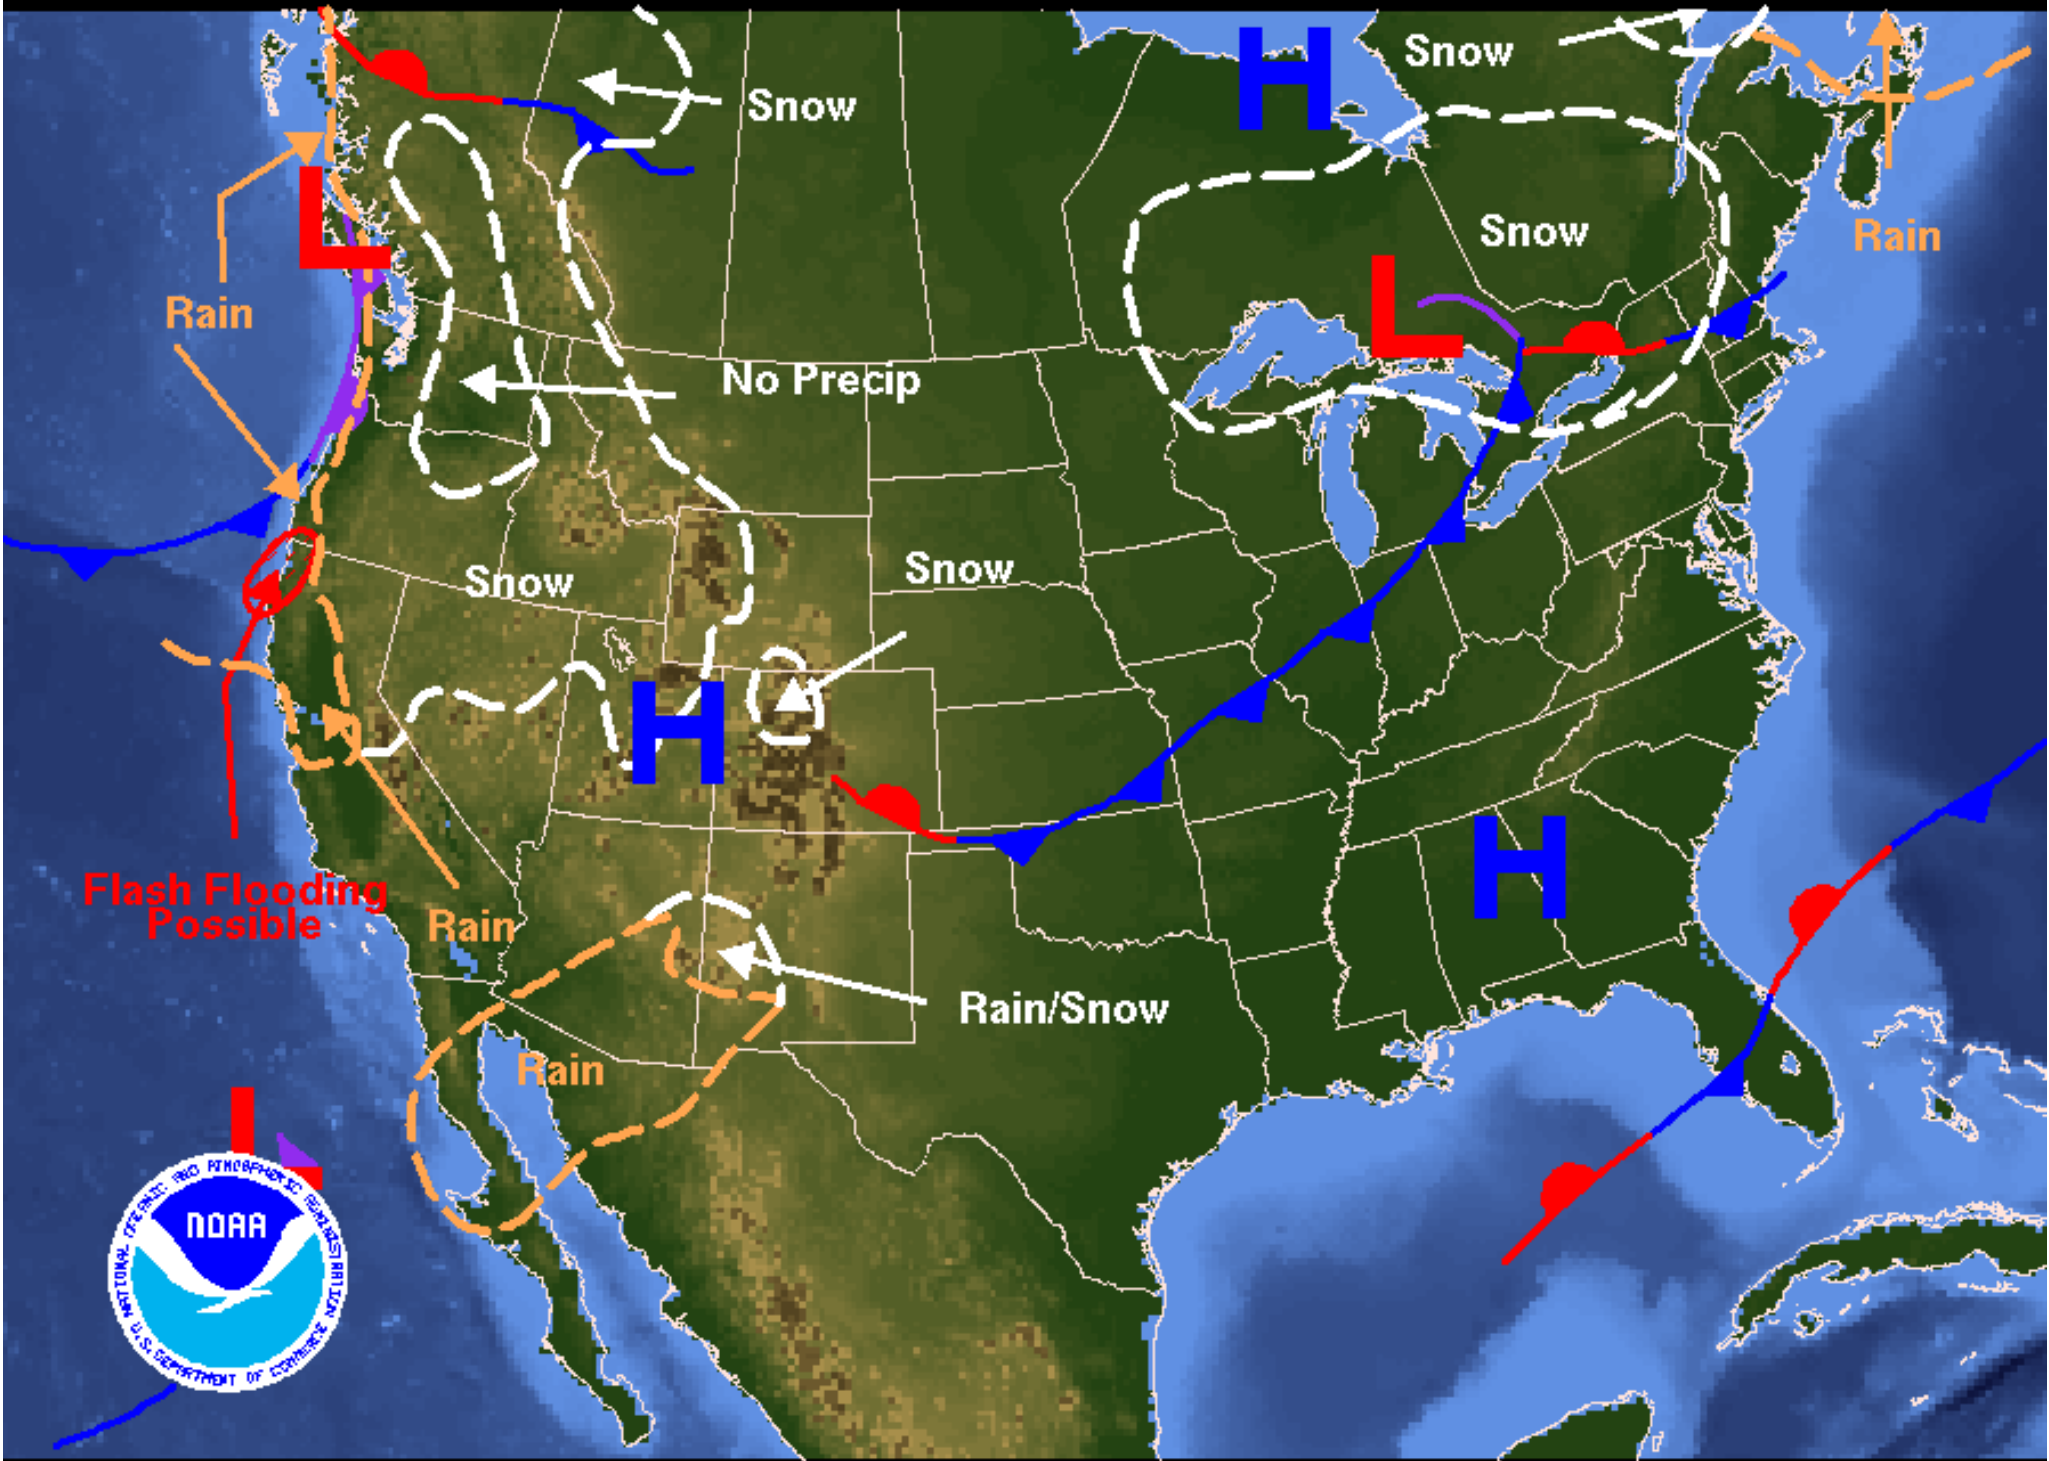 H
Snow
Snow
Snow
Rain
L
Rain
L
No Precip
Snow
Snow
H
H
Flash Flooding
Possible
Rain
Rain/Snow
Rain
NATIONAL OCEANIC AND ATMOSPHERIC ADMINISTRATION
NOAA
U.S. DEPARTMENT OF COMMERCE